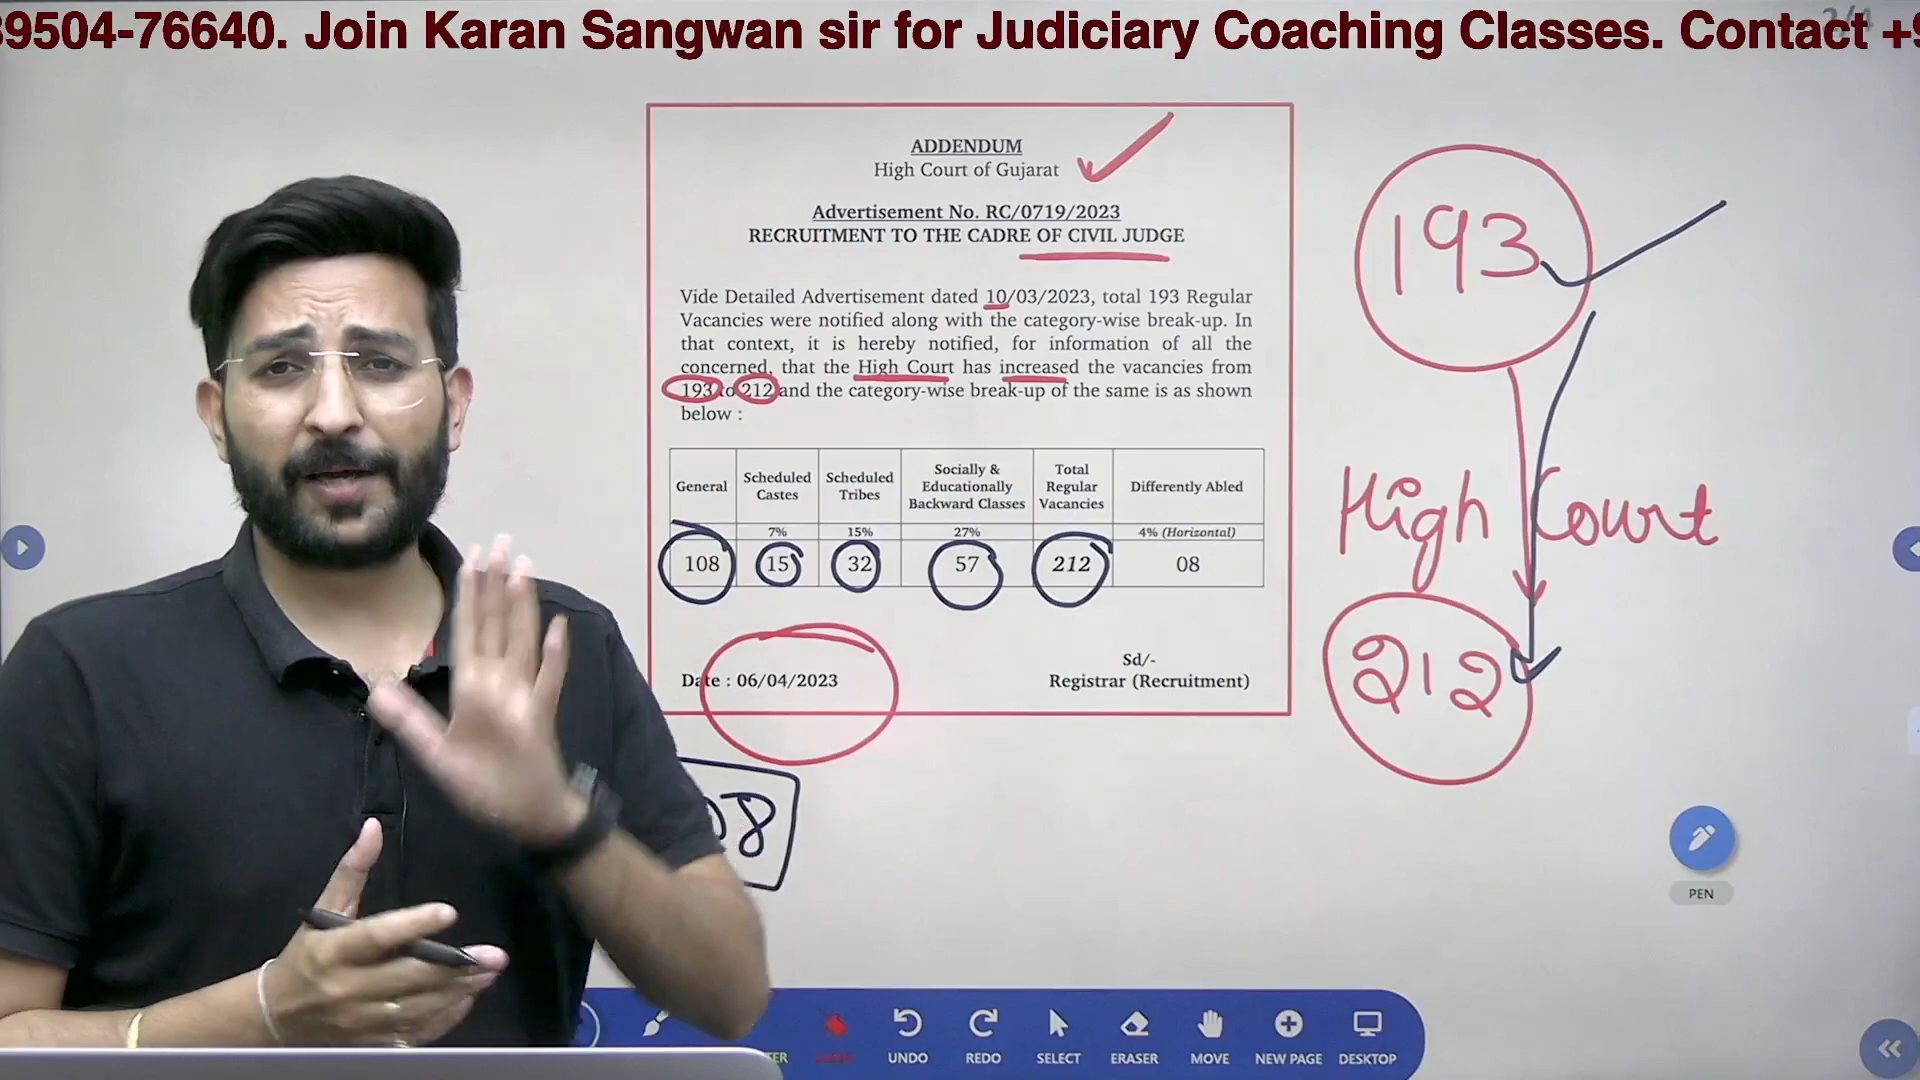 39504-76640. Join Karan Sangwan sir for Judiciary Coaching Classes. Contact +9
2/4
ADDENDUM
High Court of Gujarat
Advertisement No. RC/0719/2023
RECRUITMENT TO THE CADRE OF CIVIL JUDGE
Vide Detailed Advertisement dated 10/03/2023, total 193 Regular
Vacancies were notified along with the category-wise break-up. In
that context, it is hereby notified, for information of all the
concerned, that the High Court has increased the vacancies from
193 to 212 and the category-wise break-up of the same is as shown
below :
General Scheduled Castes Scheduled Tribes Socially & Educationally Backward Classes Total Regular Vacancies Differently Abled
7% 15% 27% 4% (Horizontal)
108 15 32 57 212 08
Sd/-
Date : 06/04/2023 Registrar (Recruitment)
193
High Court
212
08
PEN
UNDO REDO SELECT ERASER MOVE NEW PAGE DESKTOP